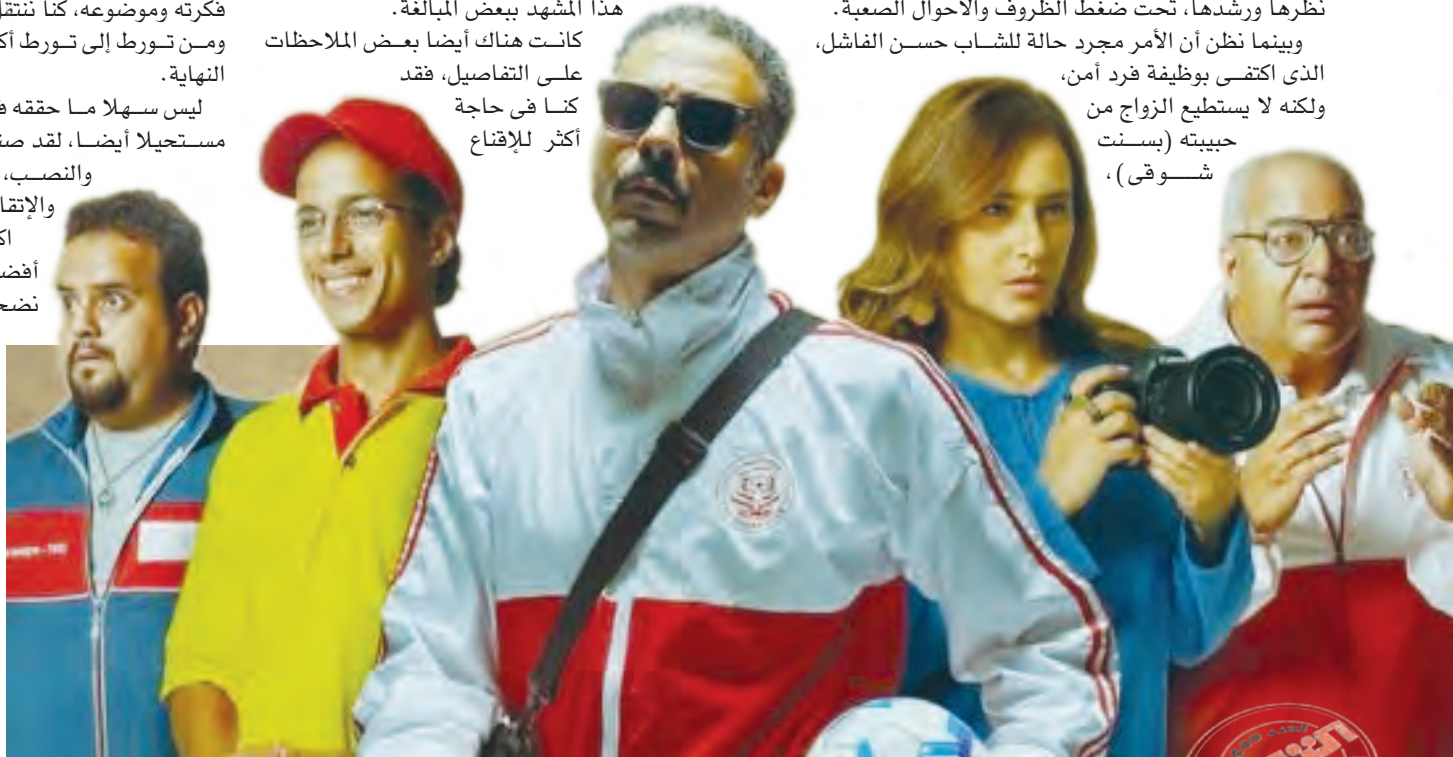 نظرها ورشدها، تحت ضغط الظروف والأحوال الصعبة.
وبينما نظن أن الأمر مجرد حالة للشاب حسن الفاشل،
الذى اكتفى بوظيفة فرد أمن،
ولكنه لا يستطيع الزواج من
حبيبته (بسنت
شوقى)،
هذا المشهد ببعض المبالغة.
كانت هناك أيضا بعض الملاحظات
على التفاصيل، فقد
كنا فى حاجة
أكثر للإقناع
فكرته وموضوعه، كنا ننتقل
ومن تورط إلى تورط
النهاية.
ليس سهلا ما حققه
مستحيلا أيضا، لقد
والنصب،